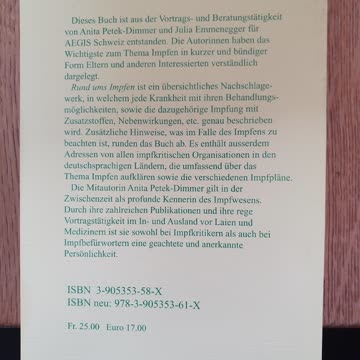 Dieses Buch ist aus der Vortrags- und Beratungstätigkeit
von Anita Petek-Dimmer und Julia Emmenegger für
AEGIS Schweiz entstanden. Die Autorinnen haben das
Wichtigste zum Thema Impfen in kurzer und bündiger
Form Eltern und anderen Interessierten verständlich
dargelegt.
Rund ums Impfen ist ein übersichtliches Nachschlage-
werk, in welchem jede Krankheit mit ihren Behandlungs-
möglichkeiten, sowie die dazugehörige Impfung mit
Zusatzstoffen, Nebenwirkungen, etc. genau beschrieben
wird. Zusätzliche Hinweise, was im Falle des Impfens zu
beachten ist, runden das Buch ab. Es enthält ausserdem
Adressen von allen impfkritischen Organisationen in den
deutschsprachigen Ländern, die umfassend über das
Thema Impfen aufklären sowie die verschiedenen Impfpläne.
Die Mitautorin Anita Petek-Dimmer gilt in der
Zwischenzeit als profunde Kennerin des Impfwesens.
Durch ihre zahlreichen Publikationen und ihre rege
Vortragstätigkeit im In- und Ausland vor Laien und
Medizinern ist sie sowohl bei Impfkritikern als auch bei
Impfbefürwortern eine geachtete und anerkannte
Persönlichkeit.
ISBN 3-905353-58-X
ISBN neu: 978-3-905353-61-X
Fr. 25.00 Euro 17.00